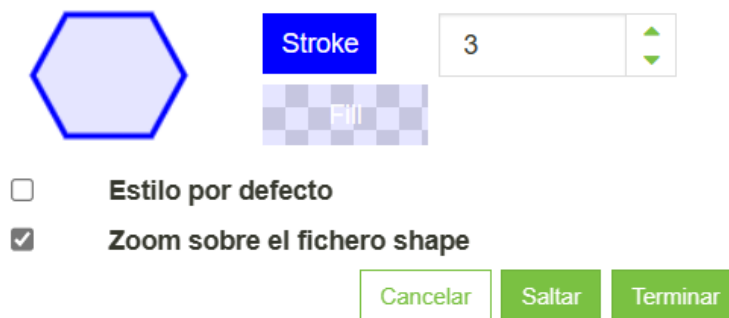 Stroke 3
Fill
Estilo por defecto
Zoom sobre el fichero shape
Cancelar Saltar Terminar